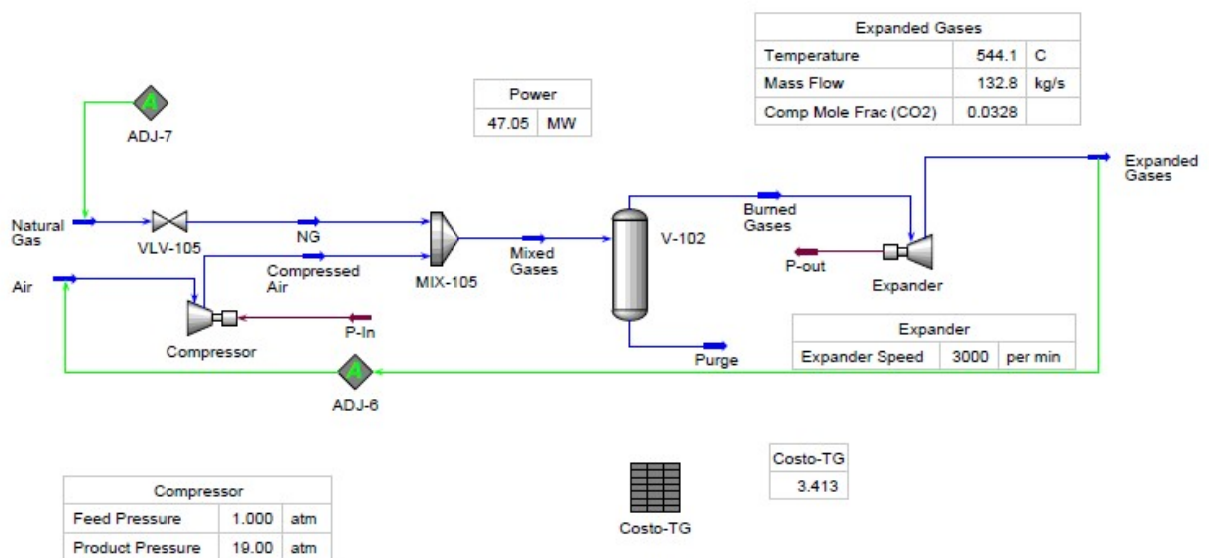 Expanded Gases
Temperature 544.1 C
Mass Flow 132.8 kg/s
Comp Mole Frac (CO2) 0.0328
Power
47.05 MW
A
ADJ-7
Natural
Gas
VLV-105
NG
Air
Compressed
Air
MIX-105
Mixed
Gases
V-102
Burned
Gases
Expanded
Gases
P-out
Expander
P-In
Compressor
Purge
Expander
Expander Speed 3000 per min
A
ADJ-6
Costo-TG
3.413
Costo-TG
Compressor
Feed Pressure 1.000 atm
Product Pressure 19.00 atm